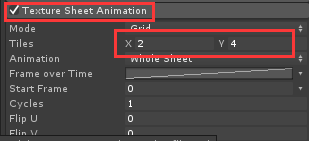 Texture Sheet Animation
Mode Grid
Tiles X 2 Y 4
Animation Whole Sheet
Frame over Time
Start Frame 0
Cycles 1
Flip U 0
Flip V 0